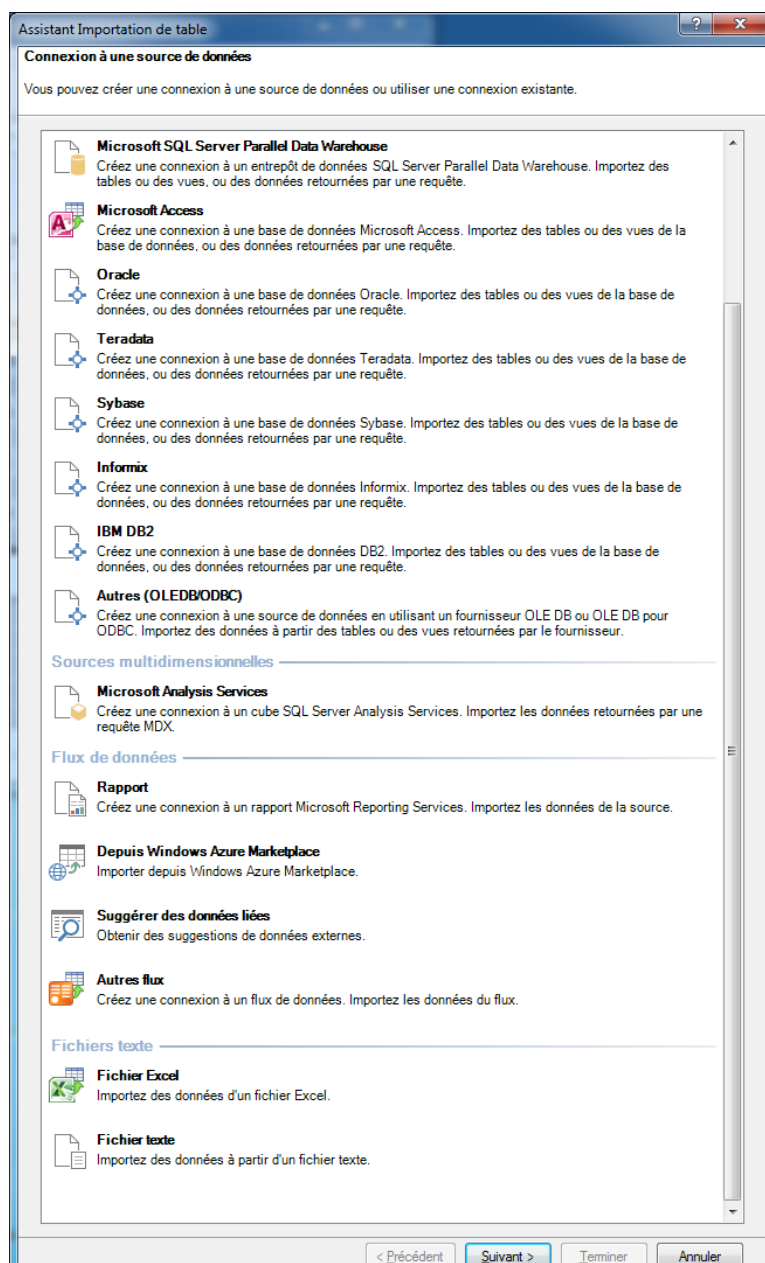 Assistant Importation de table
Connexion à une source de données
Vous pouvez créer une connexion à une source de données ou utiliser une connexion existante.
Microsoft SQL Server Parallel Data Warehouse
Créez une connexion à un entrepôt de données SQL Server Parallel Data Warehouse. Importez des
tables ou des vues, ou des données retournées par une requête.
Microsoft Access
Créez une connexion à une base de données Microsoft Access. Importez des tables ou des vues de la
base de données, ou des données retournées par une requête.
Oracle
Créez une connexion à une base de données Oracle. Importez des tables ou des vues de la base de
données, ou des données retournées par une requête.
Teradata
Créez une connexion à une base de données Teradata. Importez des tables ou des vues de la base de
données, ou des données retournées par une requête.
Sybase
Créez une connexion à une base de données Sybase. Importez des tables ou des vues de la base de
données, ou des données retournées par une requête.
Informix
Créez une connexion à une base de données Informix. Importez des tables ou des vues de la base de
données, ou des données retournées par une requête.
IBM DB2
Créez une connexion à une base de données DB2. Importez des tables ou des vues de la base de
données, ou des données retournées par une requête.
Autres (OLEDB/ODBC)
Créez une connexion à une source de données en utilisant un fournisseur OLE DB ou OLE DB pour
ODBC. Importez des données à partir des tables ou des vues retournées par le fournisseur.
Sources multidimensionnelles
Microsoft Analysis Services
Créez une connexion à un cube SQL Server Analysis Services. Importez les données retournées par une
requête MDX.
Flux de données
Rapport
Créez une connexion à un rapport Microsoft Reporting Services. Importez les données de la source.
Depuis Windows Azure Marketplace
Importer depuis Windows Azure Marketplace.
Suggérer des données liées
Obtenir des suggestions de données externes.
Autres flux
Créez une connexion à un flux de données. Importez les données du flux.
Fichiers texte
Fichier Excel
Importez des données d'un fichier Excel.
Fichier texte
Importez des données à partir d'un fichier texte.
< Précédent Suivant > Terminer Annuler